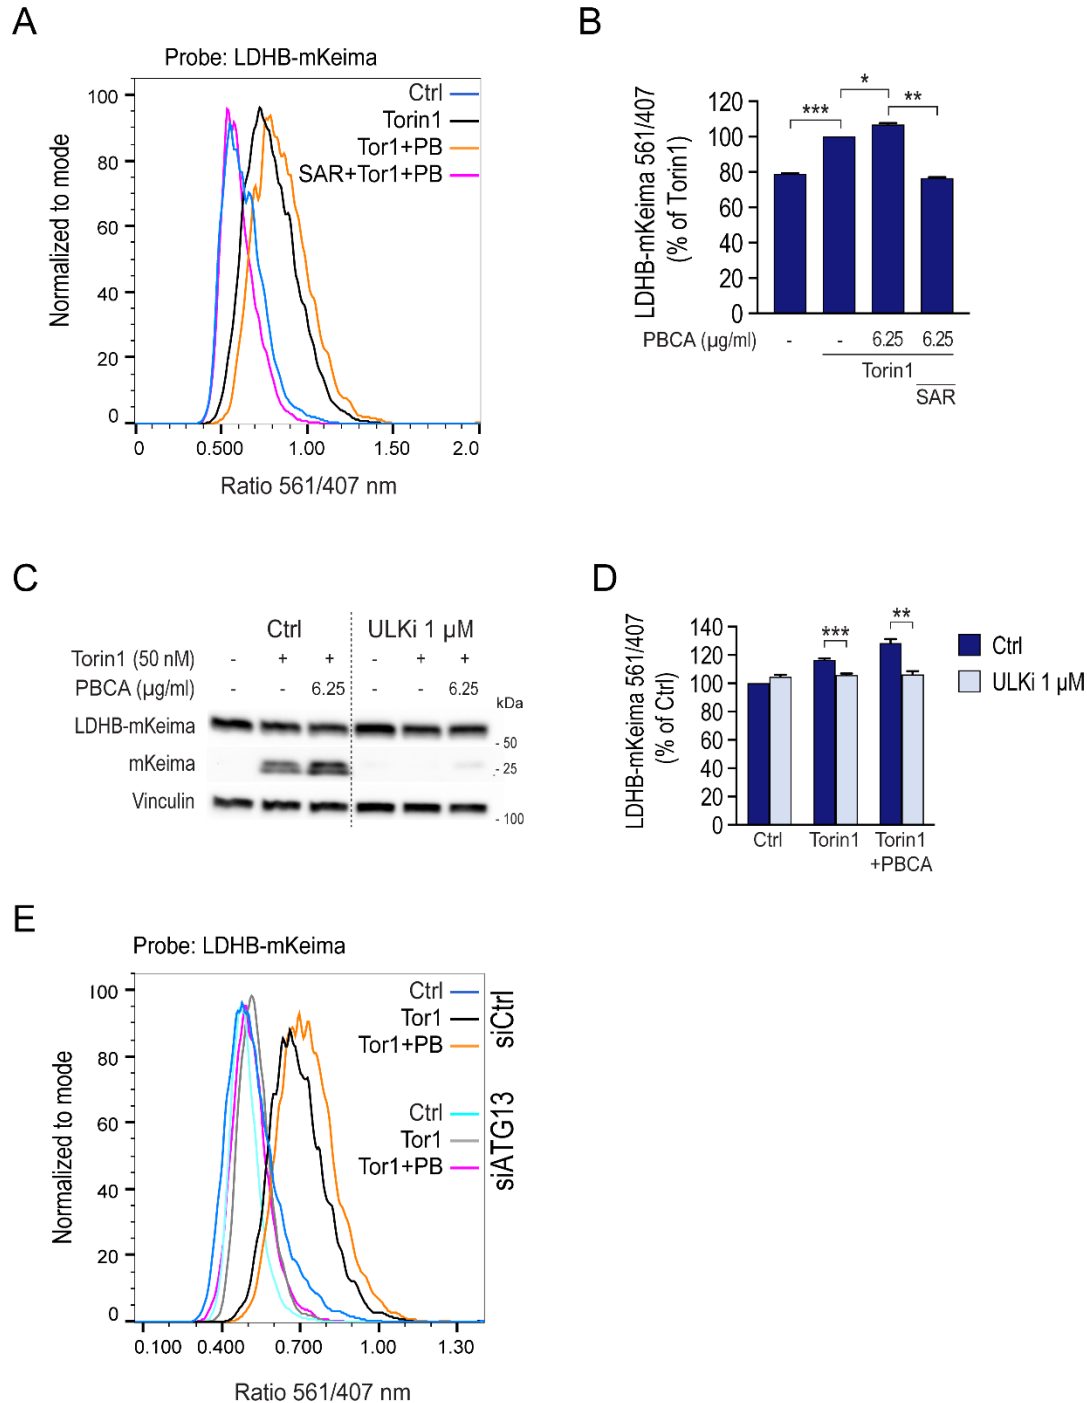 A
Probe: LDHB-mKeima
Normalized to mode
100
80
60
40
20
0
Ctrl
Torin1
Tor1+PB
SAR+Tor1+PB
0 0.500 1.00 1.50 2.0
Ratio 561/407 nm
B
LDHB-mKeima 561/407
(% of Torin1)
120
100
80
60
40
20
0
*** * **
PBCA (µg/ml) - - 6.25 6.25
Torin1
SAR
C
Ctrl ULKi 1 µM
Torin1 (50 nM) - + + - + +
PBCA (µg/ml) - - 6.25 - - 6.25
kDa
LDHB-mKeima
- 50
mKeima
- 25
Vinculin
- 100
D
LDHB-mKeima 561/407
(% of Ctrl)
140
120
100
80
60
40
20
0
*** **
Ctrl
ULKi 1 µM
Ctrl Torin1 Torin1
+PBCA
E
Probe: LDHB-mKeima
Normalized to mode
100
80
60
40
20
0
Ctrl
Tor1
Tor1+PB
siCtrl
Ctrl
Tor1
Tor1+PB
siATG13
0.100 0.400 0.700 1.00 1.30
Ratio 561/407 nm